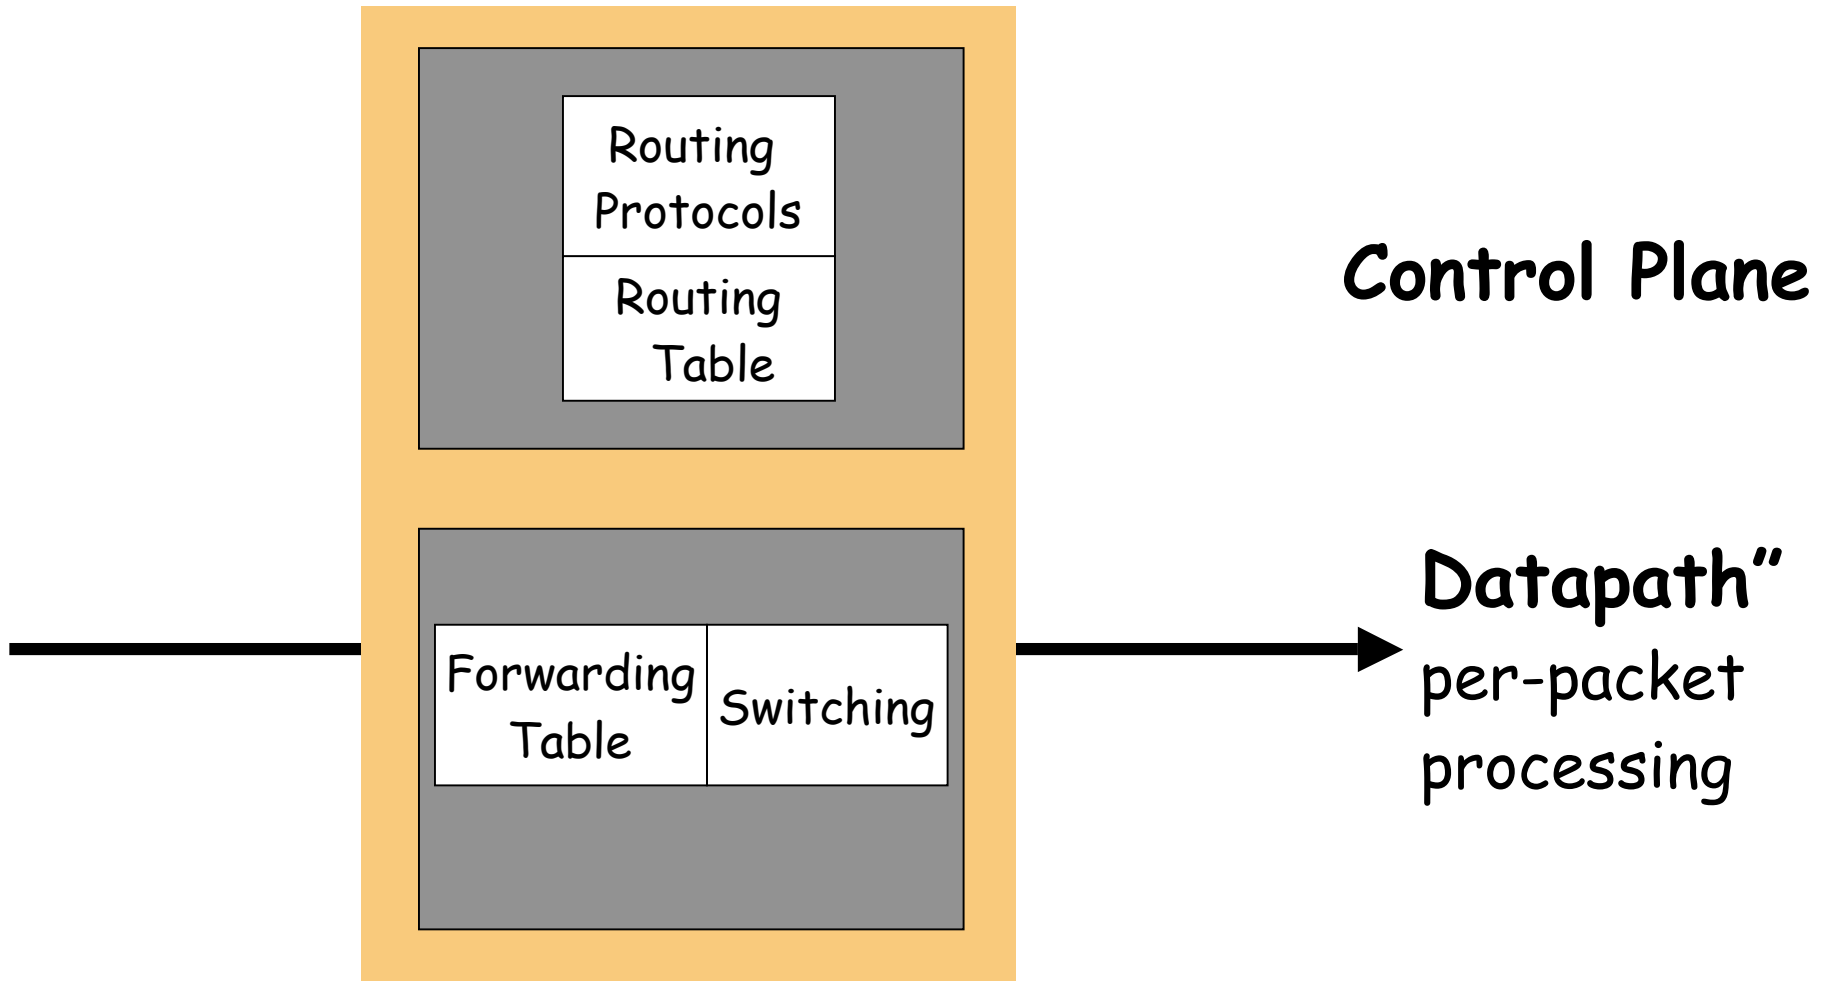 Routing
Protocols
Routing
Table
Control Plane
Forwarding
Table
Switching
Datapath”
per-packet
processing